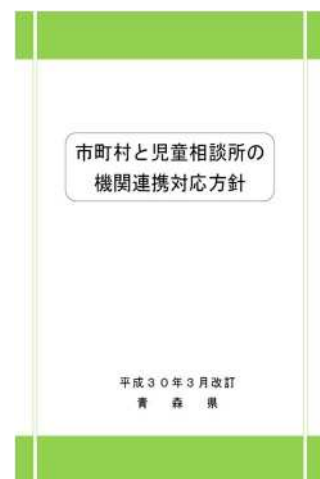 市町村と児童相談所の
機関連携対応方針
平成３０年３月改訂
青　森　県